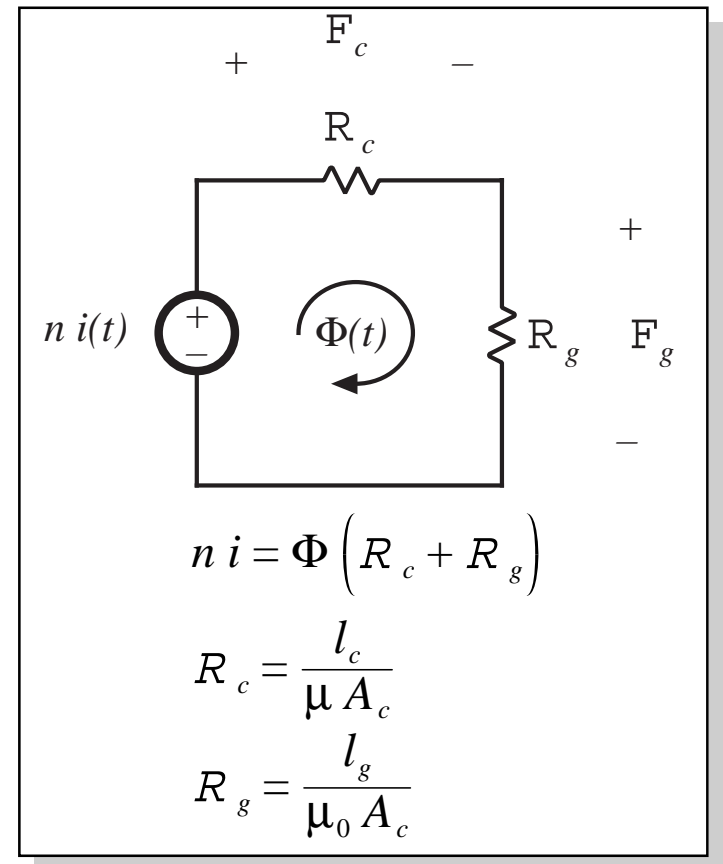 F_c
+ −
R_c
+
n i(t)
+
−
Φ(t)
R_g
F_g
−
n i = Φ (R_c + R_g)
R_c = l_c / μ A_c
R_g = l_g / μ_0 A_c